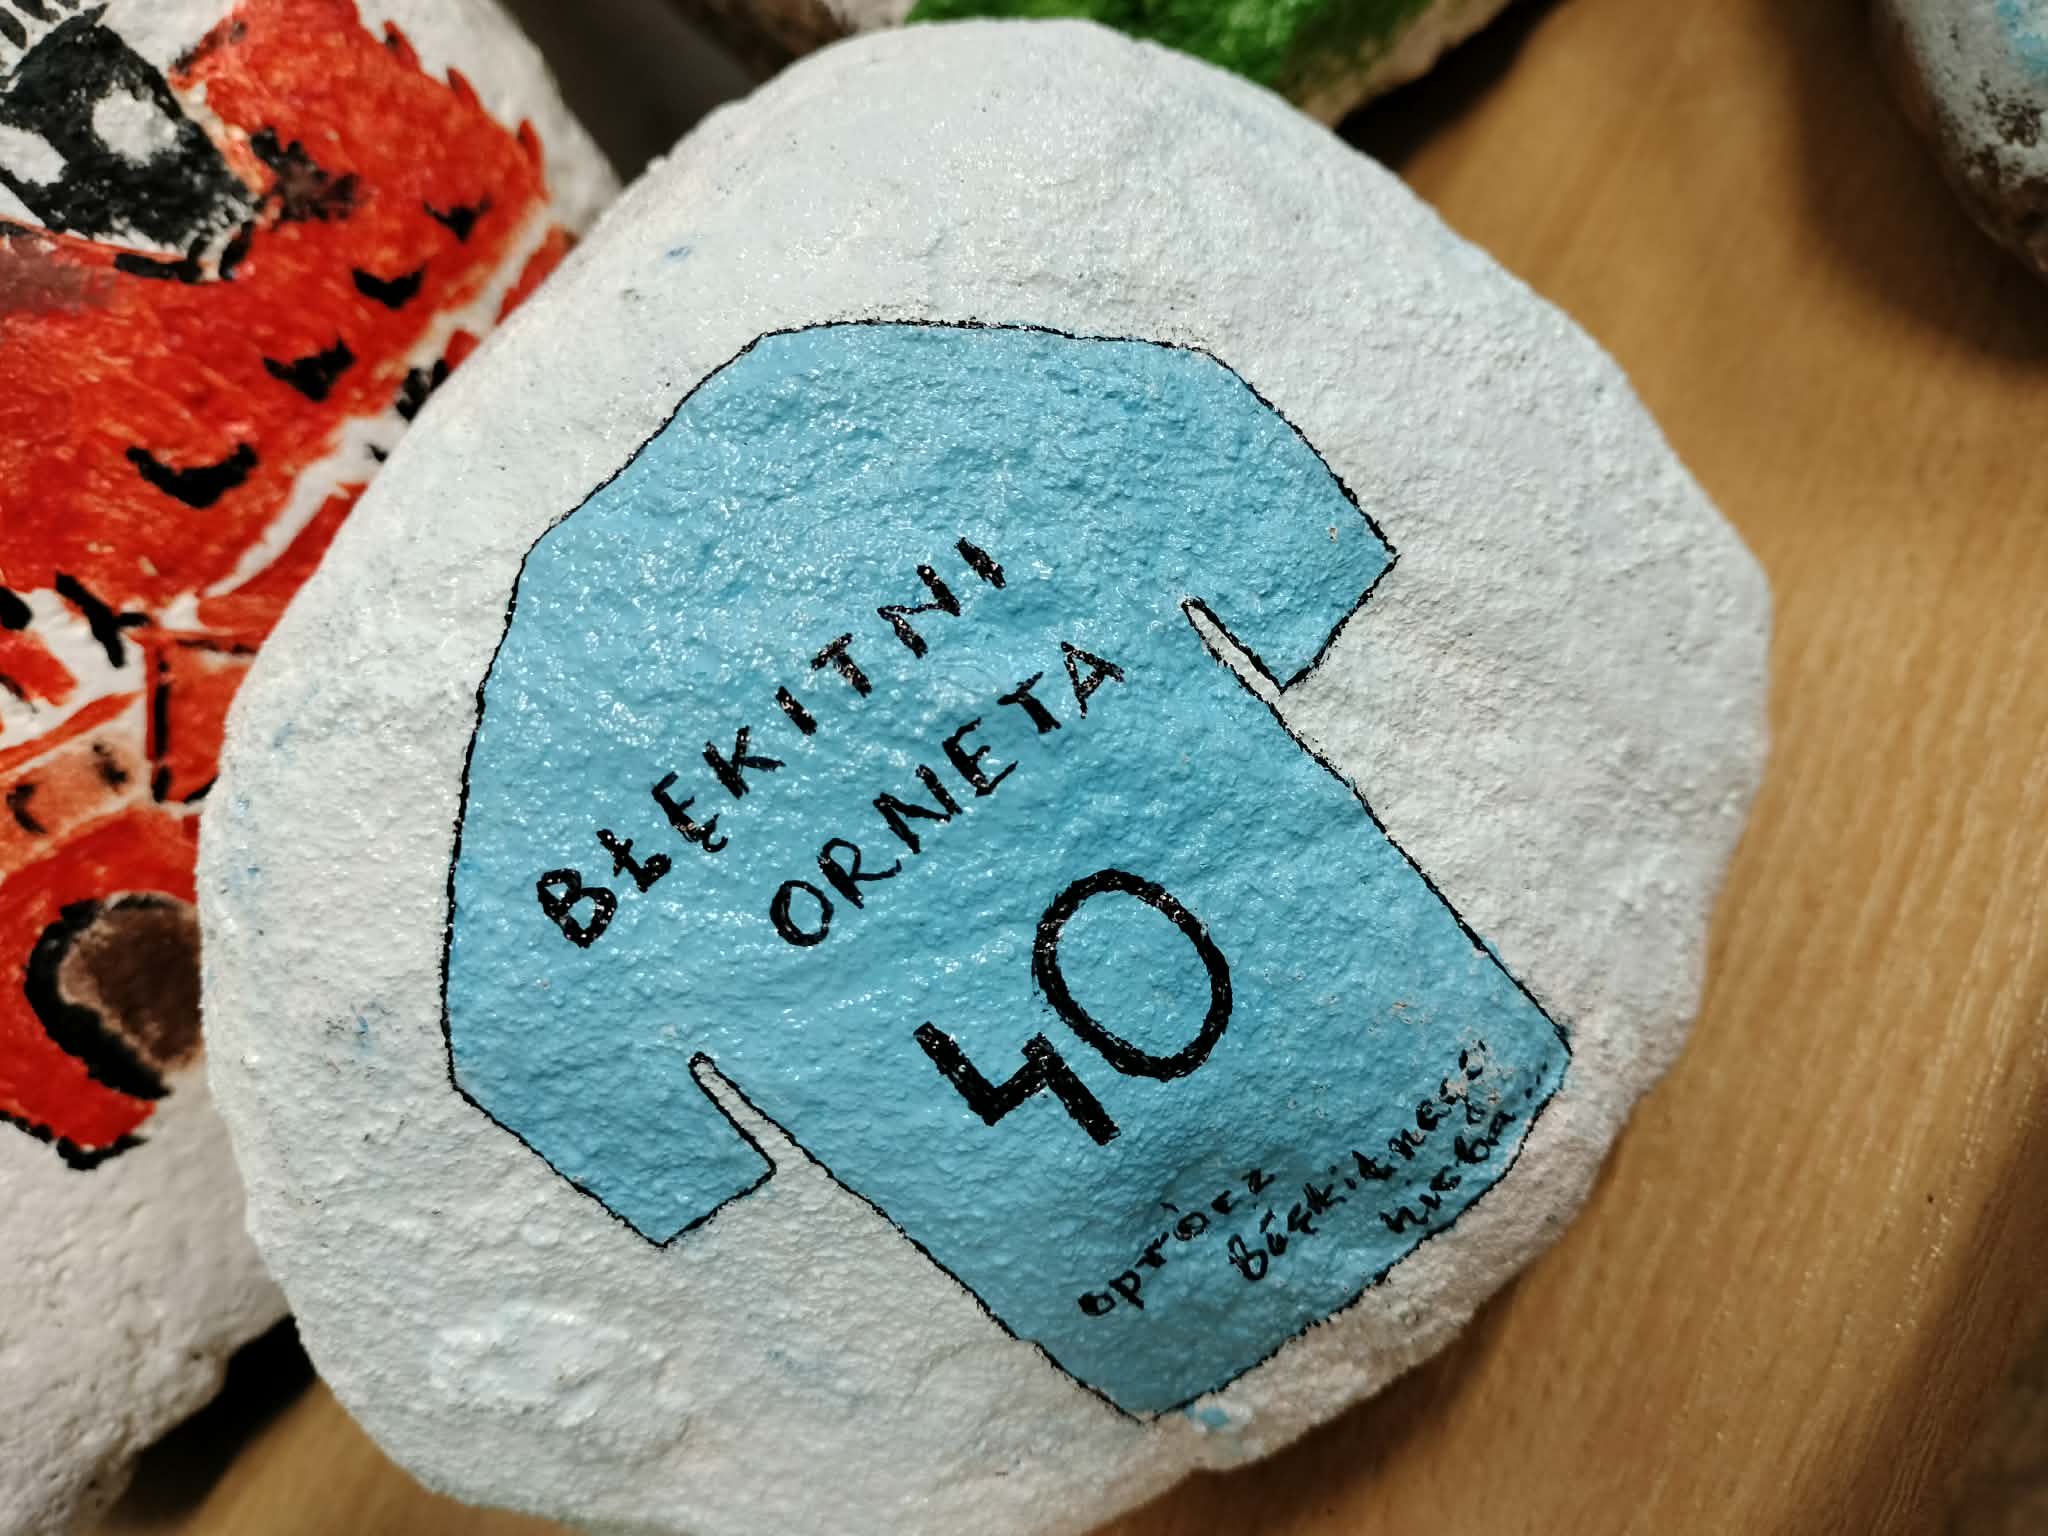 BŁĘKITNI
ORNETA
40
oprócz
Błękitnego
nieba...